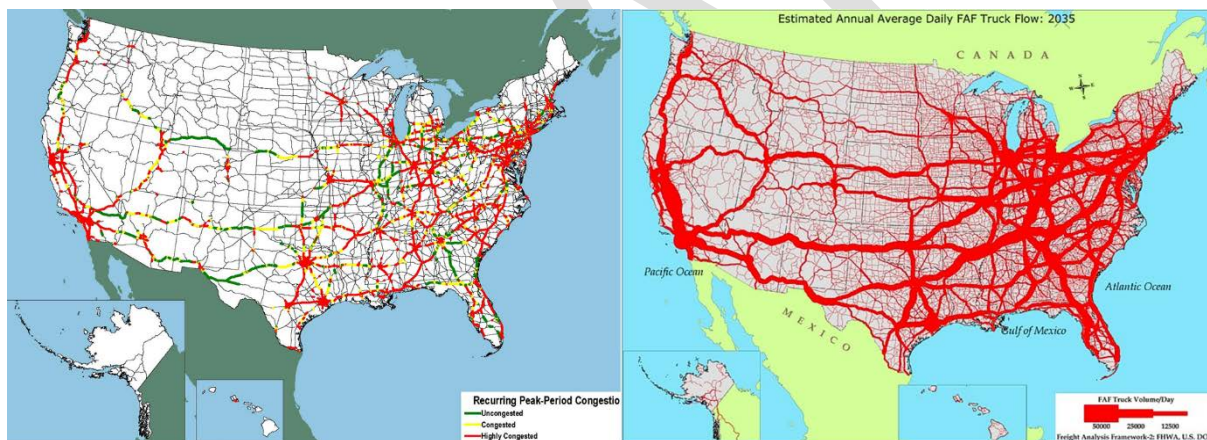 Recurring Peak-Period Congestio
Uncongested
Congested
Highly Congested
Estimated Annual Average Daily FAF Truck Flow: 2035
CANADA
N
W E
S
Pacific Ocean
Atlantic Ocean
MEXICO
Gulf of Mexico
FAF Truck Volume/Day
50000 25000 12500
Freight Analysis Framework-2: FHWA, U.S. DO